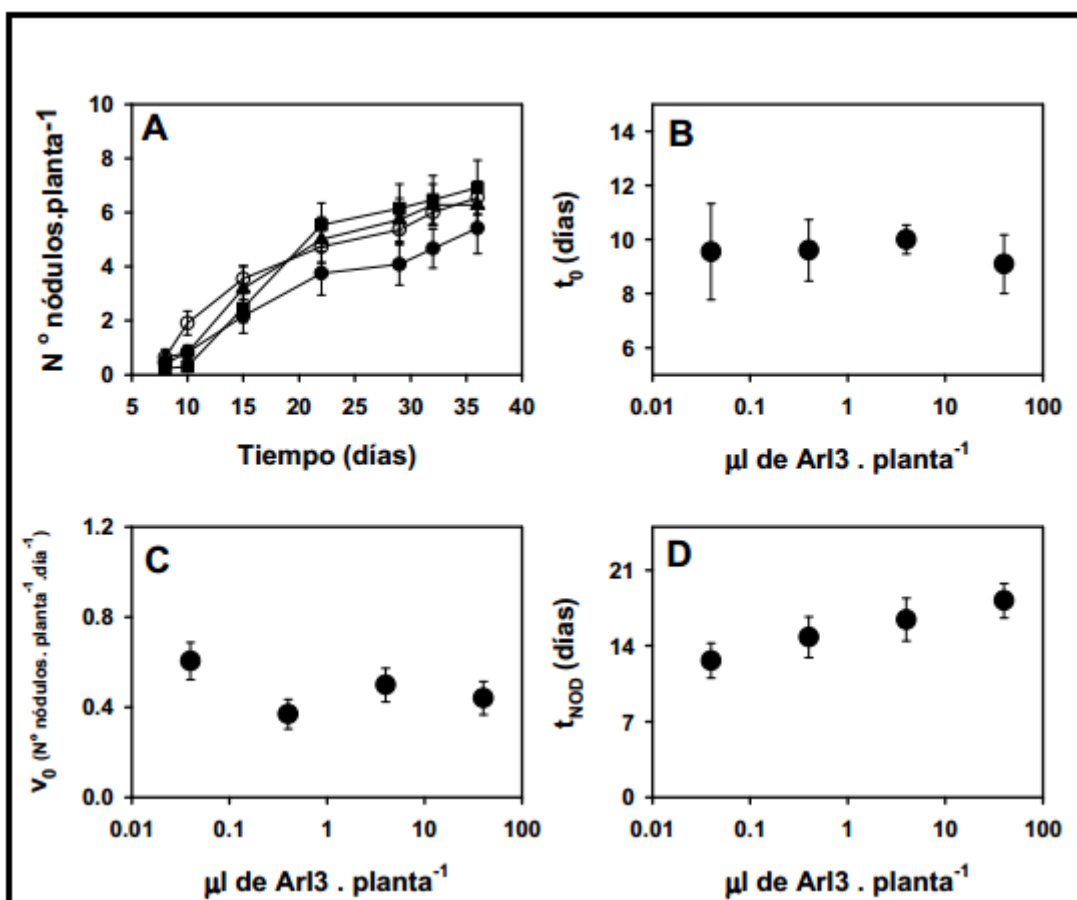 A
N º nódulos.planta-1
10
8
6
4
2
0
5 10 15 20 25 30 35 40
Tiempo (días)
B
t0 (días)
14
12
10
8
6
0.01 0.1 1 10 100
µl de ArI3 . planta-1
C
v0 (Nº nódulos. planta-1.día-1)
1.2
0.8
0.4
0.0
0.01 0.1 1 10 100
µl de ArI3 . planta-1
D
tNOD (días)
21
14
7
0
0.01 0.1 1 10 100
µl de ArI3 . planta-1